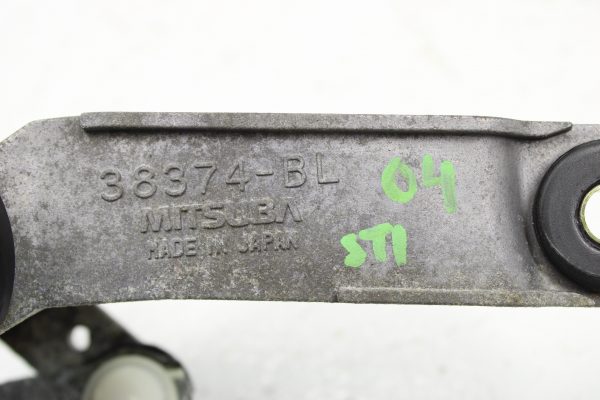 38374-BL
MITSUBA
MADE IN JAPAN
04
STI